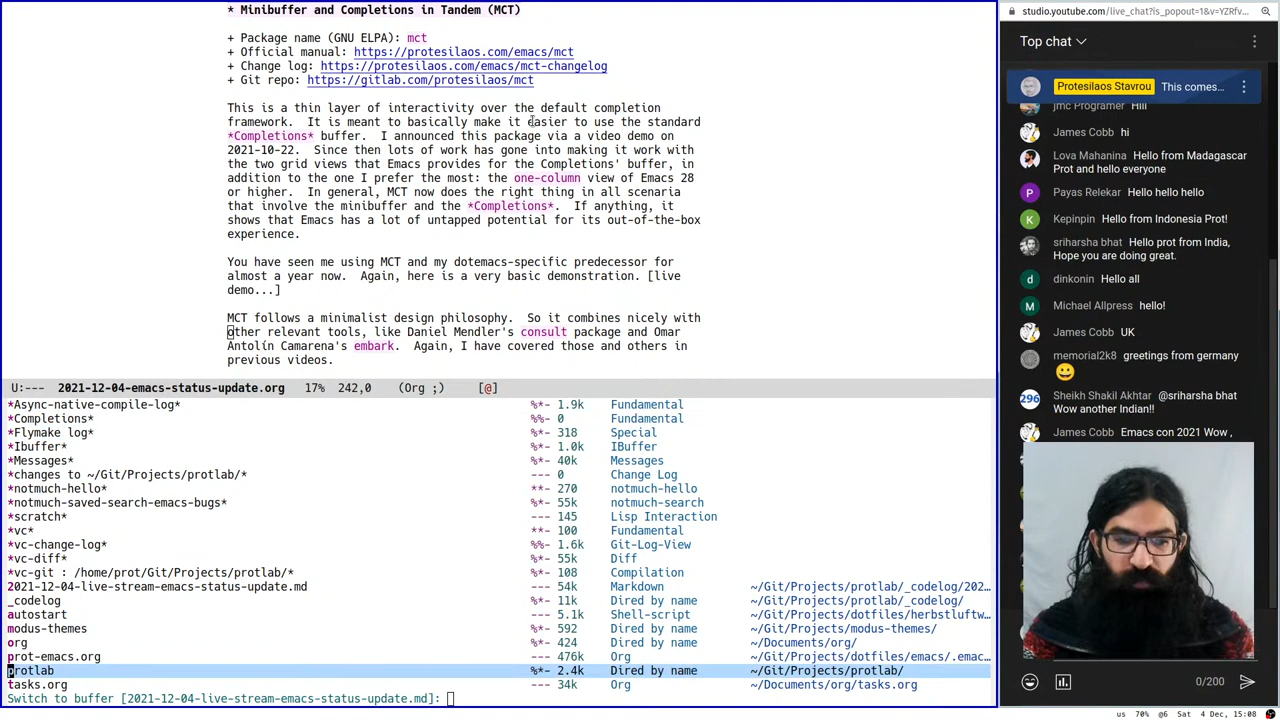 * Minibuffer and Completions in Tandem (MCT)
+ Package name (GNU ELPA): mct
+ Official manual: https://protesilaos.com/emacs/mct
+ Change log: https://protesilaos.com/emacs/mct-changelog
+ Git repo: https://gitlab.com/protesilaos/mct
This is a thin layer of interactivity over the default completion
framework.  It is meant to basically make it easier to use the standard
*Completions* buffer.  I announced this package via a video demo on
2021-10-22.  Since then lots of work has gone into making it work with
the two grid views that Emacs provides for the Completions' buffer, in
addition to the one I prefer the most: the one-column view of Emacs 28
or higher.  In general, MCT now does the right thing in all scenaria
that involve the minibuffer and the *Completions*.  If anything, it
shows that Emacs has a lot of untapped potential for its out-of-the-box
experience.
You have seen me using MCT and my dotemacs-specific predecessor for
almost a year now.  Again, here is a very basic demonstration. [live
demo...]
MCT follows a minimalist design philosophy.  So it combines nicely with
other relevant tools, like Daniel Mendler's consult package and Omar
Antolín Camarena's embark.  Again, I have covered those and others in
previous videos.
U:---  2021-12-04-emacs-status-update.org   17%  242,0   (Org ;)     [@]
*Async-native-compile-log* %*- 1.9k Fundamental
*Completions* %%- 0 Fundamental
*Flymake log* %*- 318 Special
*Ibuffer* %*- 1.0k IBuffer
*Messages* %*- 40k Messages
*changes to ~/Git/Projects/protlab/* --- 0 Change Log
*notmuch-hello* **- 270 notmuch-hello
*notmuch-saved-search-emacs-bugs* %*- 55k notmuch-search
*scratch* --- 145 Lisp Interaction
*vc* **- 100 Fundamental
*vc-change-log* %%- 1.6k Git-Log-View
*vc-diff* %*- 55k Diff
*vc-git : /home/prot/Git/Projects/protlab/* %*- 108 Compilation
2021-12-04-live-stream-emacs-status-update.md --- 54k Markdown ~/Git/Projects/protlab/_codelog/202…
_codelog %*- 11k Dired by name ~/Git/Projects/protlab/_codelog/
autostart --- 5.1k Shell-script ~/Git/Projects/dotfiles/herbstluftw…
modus-themes %*- 592 Dired by name ~/Git/Projects/modus-themes/
org %*- 424 Dired by name ~/Documents/org/
prot-emacs.org %*- 476k Org ~/Git/Projects/dotfiles/emacs/.emac…
protlab %*- 2.4k Dired by name ~/Git/Projects/protlab/
tasks.org --- 34k Org ~/Documents/org/tasks.org
Switch to buffer [2021-12-04-live-stream-emacs-status-update.md]:
studio.youtube.com/live_chat?is_popout=1&v=YZRfv…
Top chat
Protesilaos Stavrou This comes…
jmc Programer Hiii
James Cobb hi
Lova Mahanina Hello from Madagascar
Prot and hello everyone
Payas Relekar Hello hello hello
Kepinpin Hello from Indonesia Prot!
sriharsha bhat Hello prot from India,
Hope you are doing great.
dinkonin Hello all
Michael Allpress hello!
James Cobb UK
memorial2k8 greetings from germany
😀
Sheikh Shakil Akhtar @sriharsha bhat
Wow another Indian!!
James Cobb Emacs con 2021 Wow ,
0/200
us 70% @6 Sat 4 Dec, 15:08